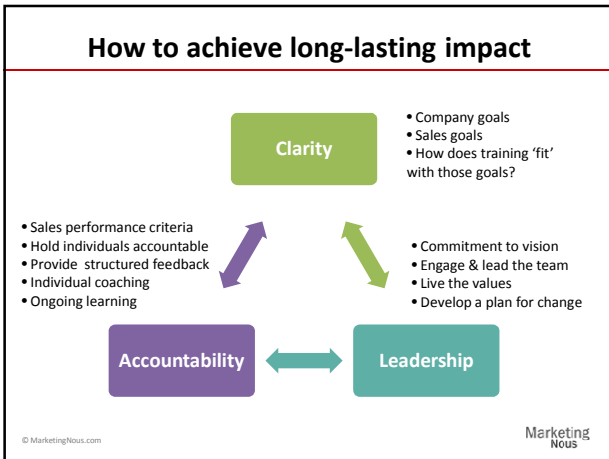 How to achieve long-lasting impact
Clarity
• Company goals
• Sales goals
• How does training ‘fit’
with those goals?
• Sales performance criteria
• Hold individuals accountable
• Provide structured feedback
• Individual coaching
• Ongoing learning
• Commitment to vision
• Engage & lead the team
• Live the values
• Develop a plan for change
Accountability
Leadership
© MarketingNous.com
Marketing
Nous